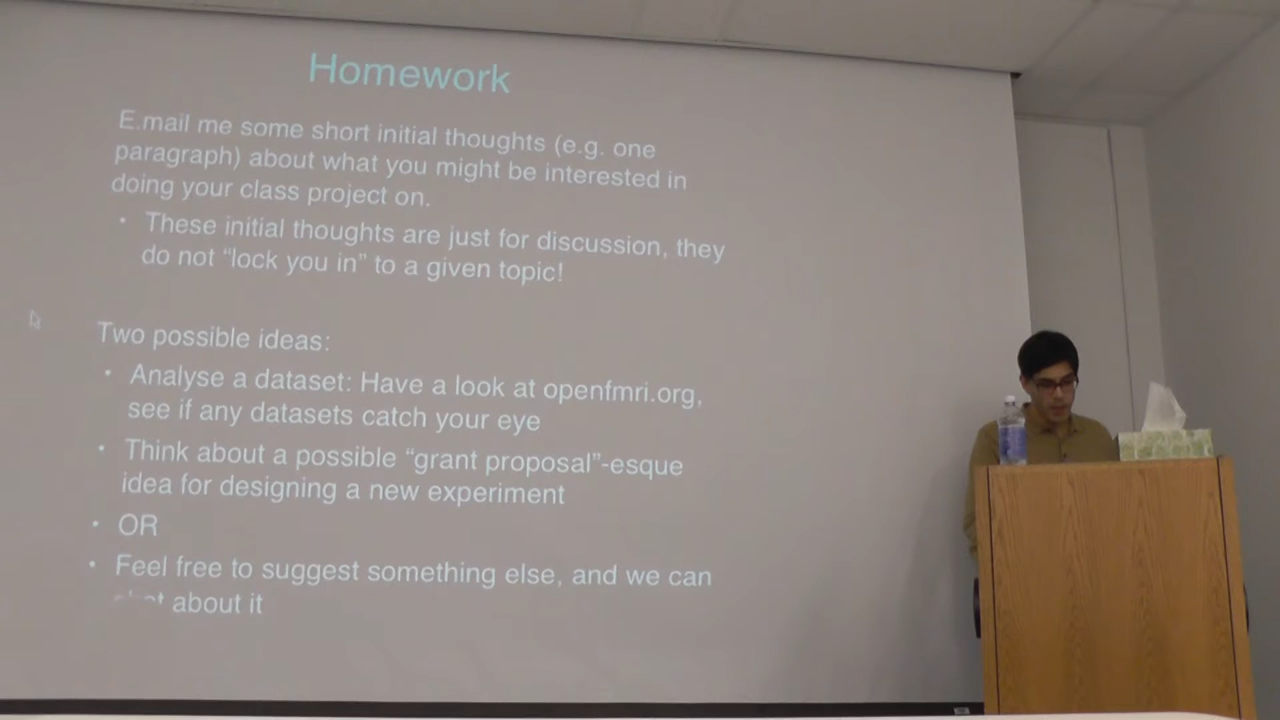 Homework
E.mail me some short initial thoughts (e.g. one
paragraph) about what you might be interested in
doing your class project on.
• These initial thoughts are just for discussion, they
do not “lock you in” to a given topic!
Two possible ideas:
• Analyse a dataset: Have a look at openfmri.org,
see if any datasets catch your eye
• Think about a possible “grant proposal”-esque
idea for designing a new experiment
• OR
• Feel free to suggest something else, and we can
about it